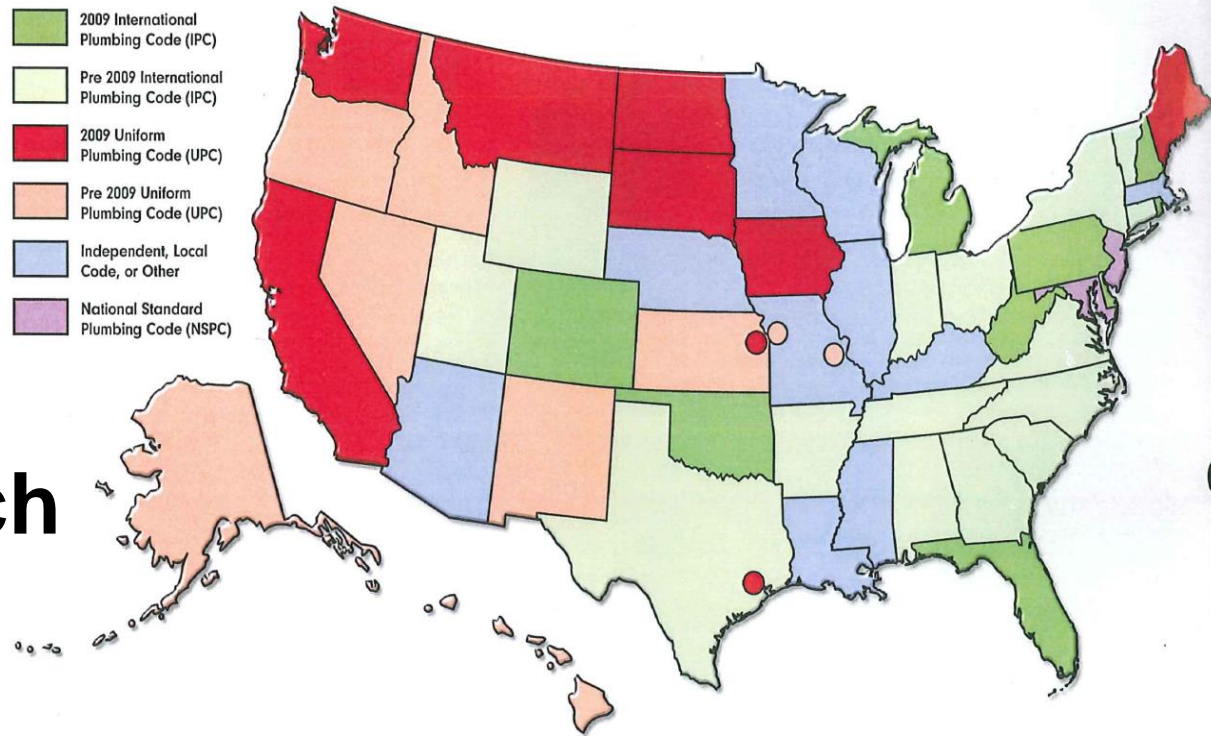 2009 International
Plumbing Code (IPC)
Pre 2009 International
Plumbing Code (IPC)
2009 Uniform
Plumbing Code (UPC)
Pre 2009 Uniform
Plumbing Code (UPC)
Independent, Local
Code, or Other
National Standard
Plumbing Code (NSPC)
ch